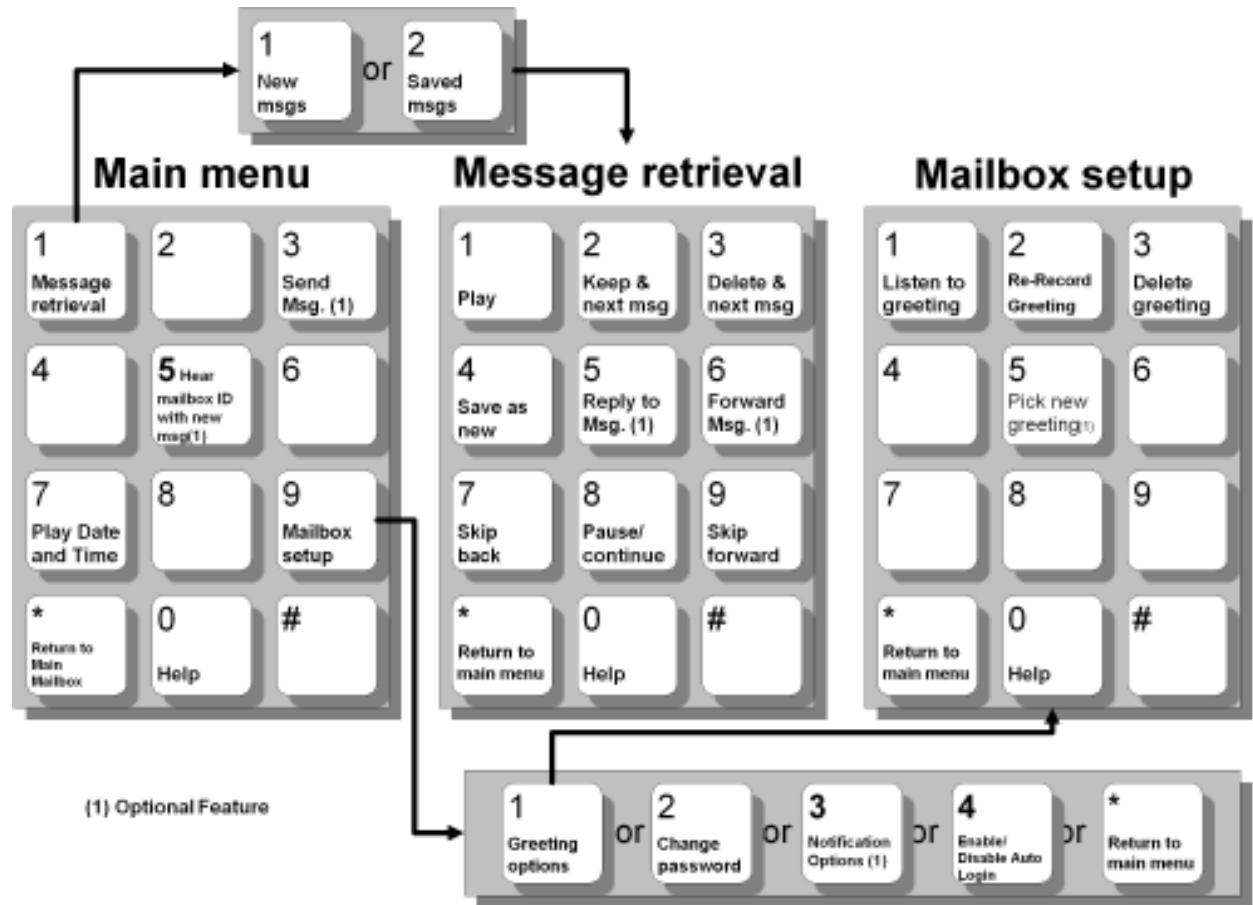 1
New
msgs
or
2
Saved
msgs
Main menu
1
Message
retrieval
2
3
Send
Msg. (1)
4
5 Hear
mailbox ID
with new
msg(1)
6
7
Play Date
and Time
8
9
Mailbox
setup
*
Return to
Main
Mailbox
0
Help
#
Message retrieval
1
Play
2
Keep &
next msg
3
Delete &
next msg
4
Save as
new
5
Reply to
Msg. (1)
6
Forward
Msg. (1)
7
Skip
back
8
Pause/
continue
9
Skip
forward
*
Return to
main menu
0
Help
#
Mailbox setup
1
Listen to
greeting
2
Re-Record
Greeting
3
Delete
greeting
4
5
Pick new
greeting(1)
6
7
8
9
*
Return to
main menu
0
Help
#
(1) Optional Feature
1
Greeting
options
or
2
Change
password
or
3
Notification
Options (1)
or
4
Enable/
Disable Auto
Login
or
*
Return to
main menu